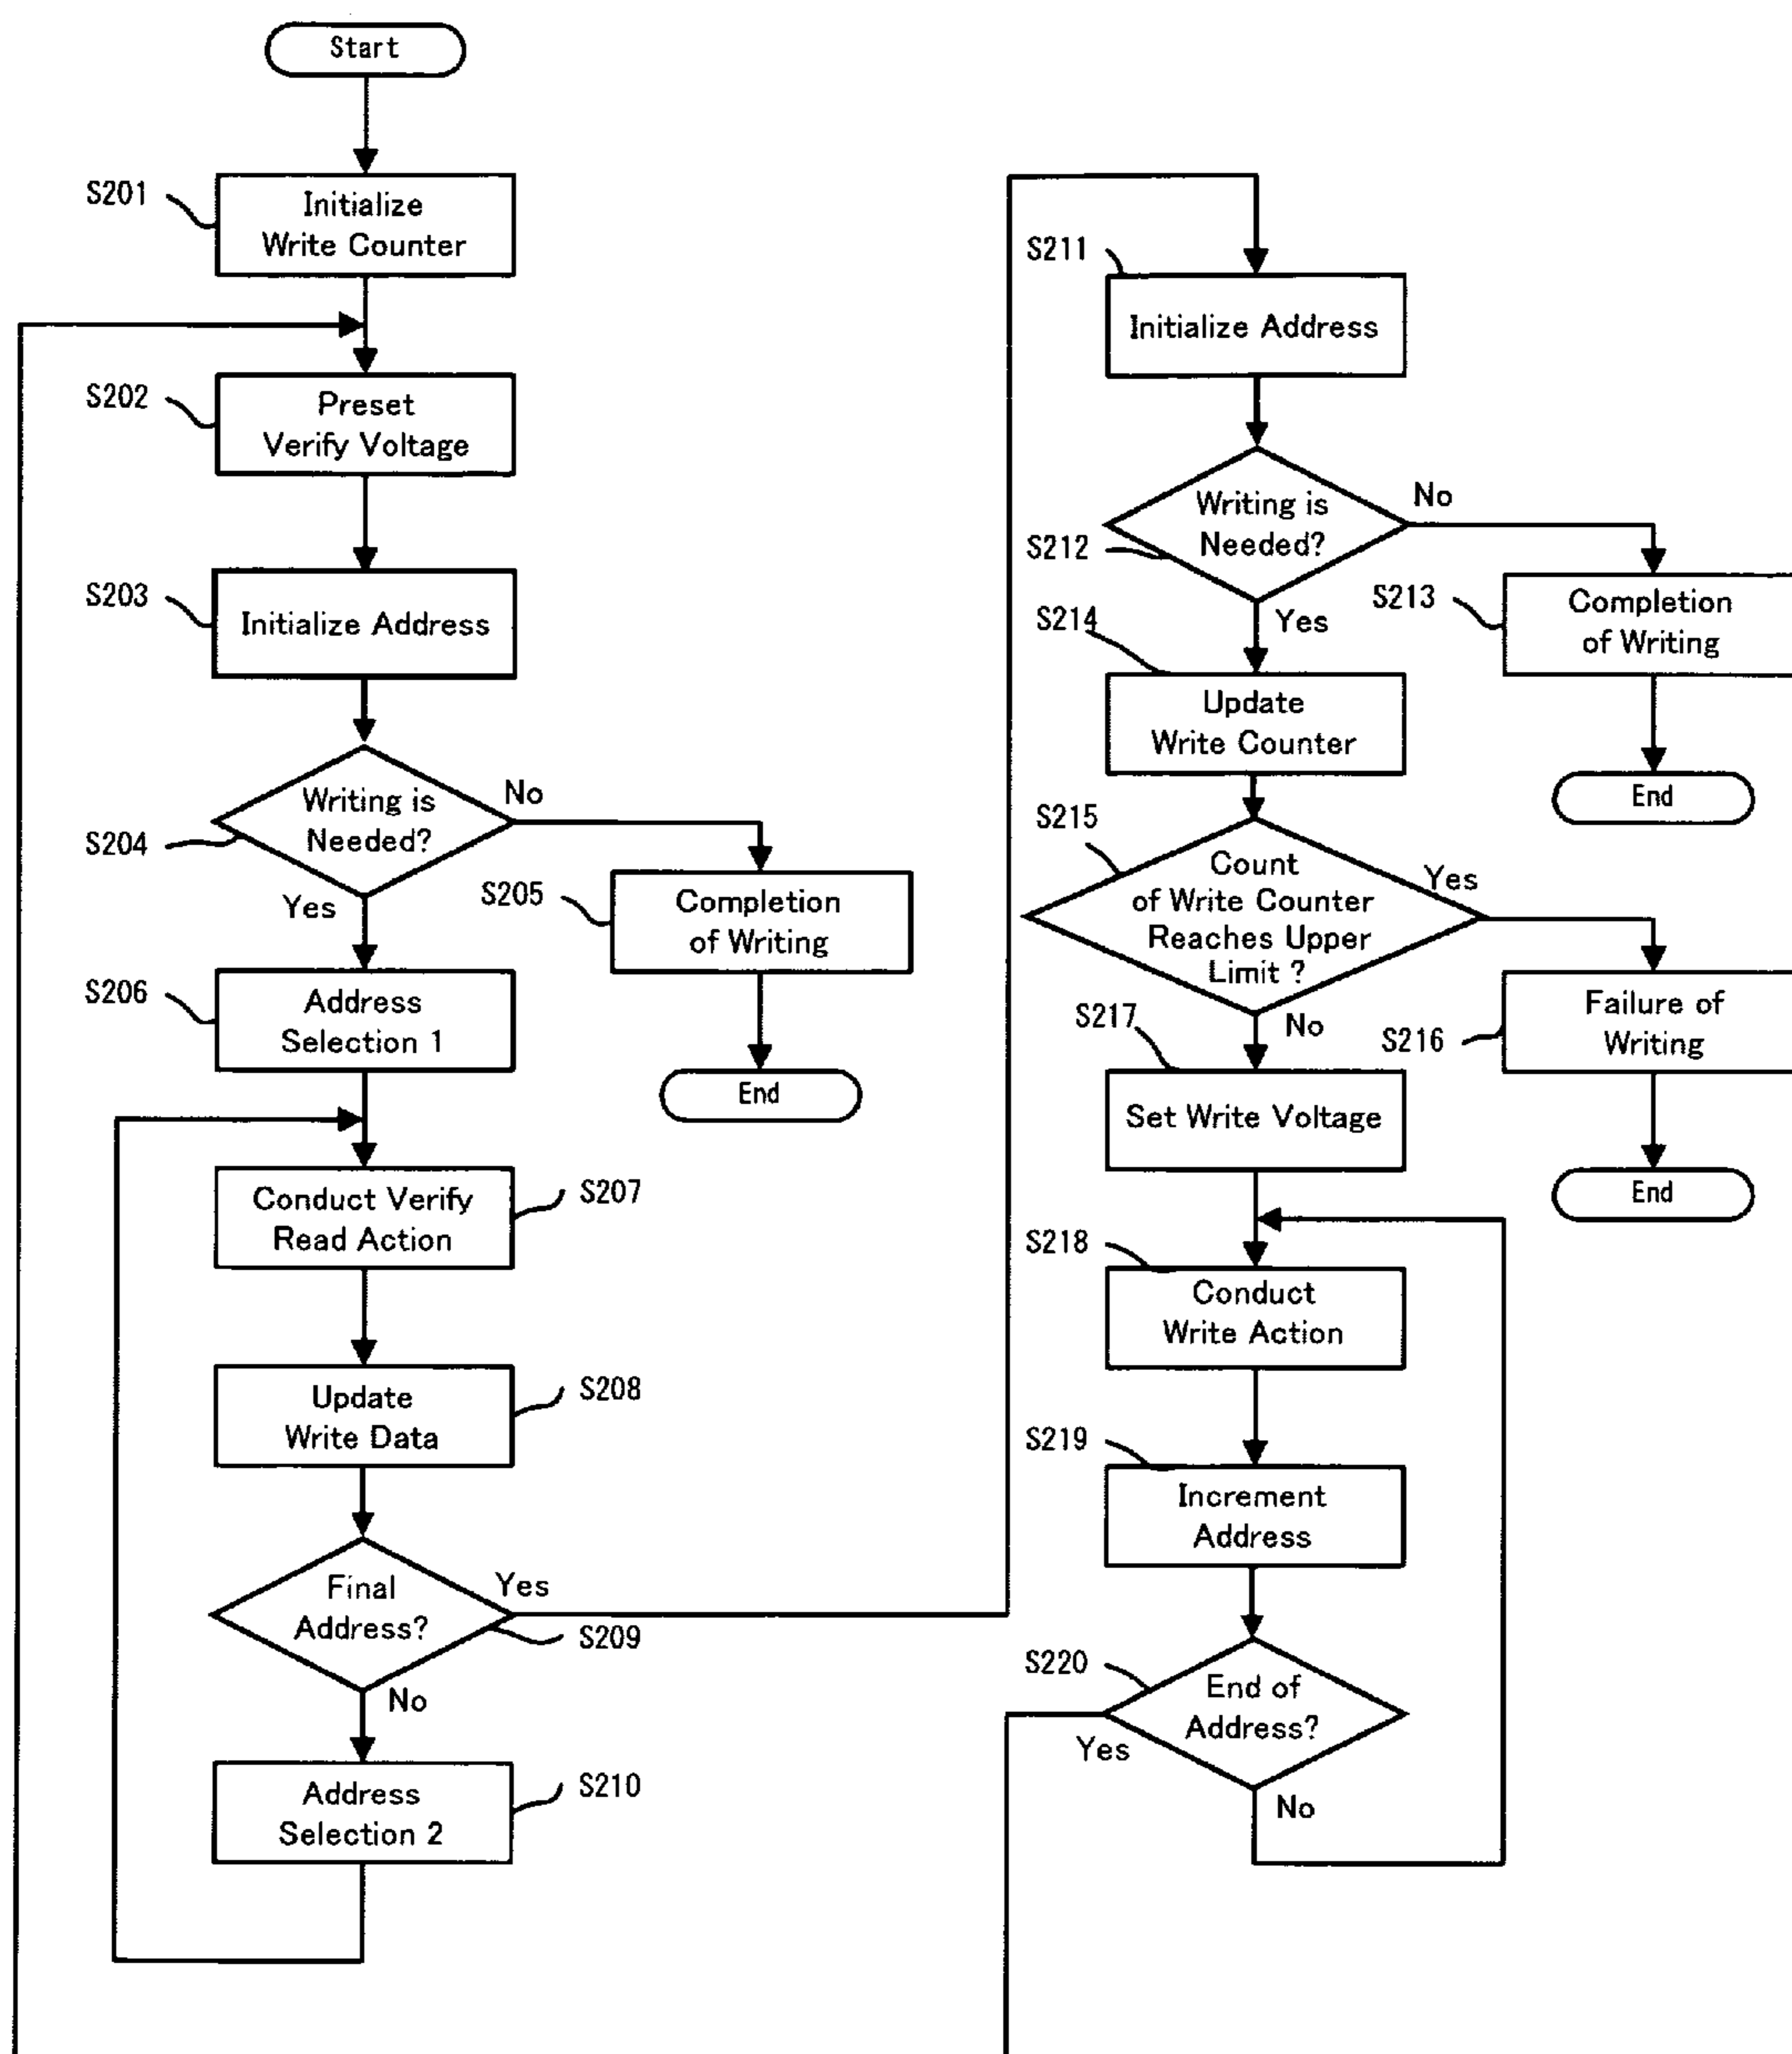 Start
S201
Initialize
Write Counter
S202
Preset
Verify Voltage
S203
Initialize Address
S204
Writing is
Needed?
No
Yes
S205
Completion
of Writing
End
S206
Address
Selection 1
S207
Conduct Verify
Read Action
S208
Update
Write Data
Final
Address?
Yes
S209
No
S210
Address
Selection 2
S211
Initialize Address
S212
Writing is
Needed?
No
Yes
S213
Completion
of Writing
End
S214
Update
Write Counter
S215
Count
of Write Counter
Reaches Upper
Limit ?
Yes
No
S216
Failure of
Writing
End
S217
Set Write Voltage
S218
Conduct
Write Action
S219
Increment
Address
S220
End of
Address?
Yes
No